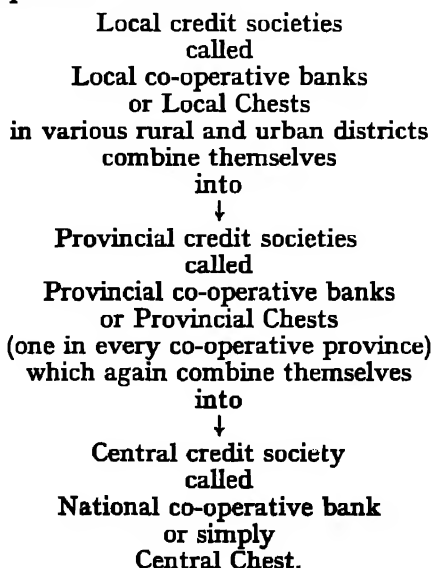 Local credit societies
called
Local co-operative banks
or Local Chests
in various rural and urban districts
combine themselves
into
↓
Provincial credit societies
called
Provincial co-operative banks
or Provincial Chests
(one in every co-operative province)
which again combine themselves
into
↓
Central credit society
called
National co-operative bank
or simply
Central Chest.